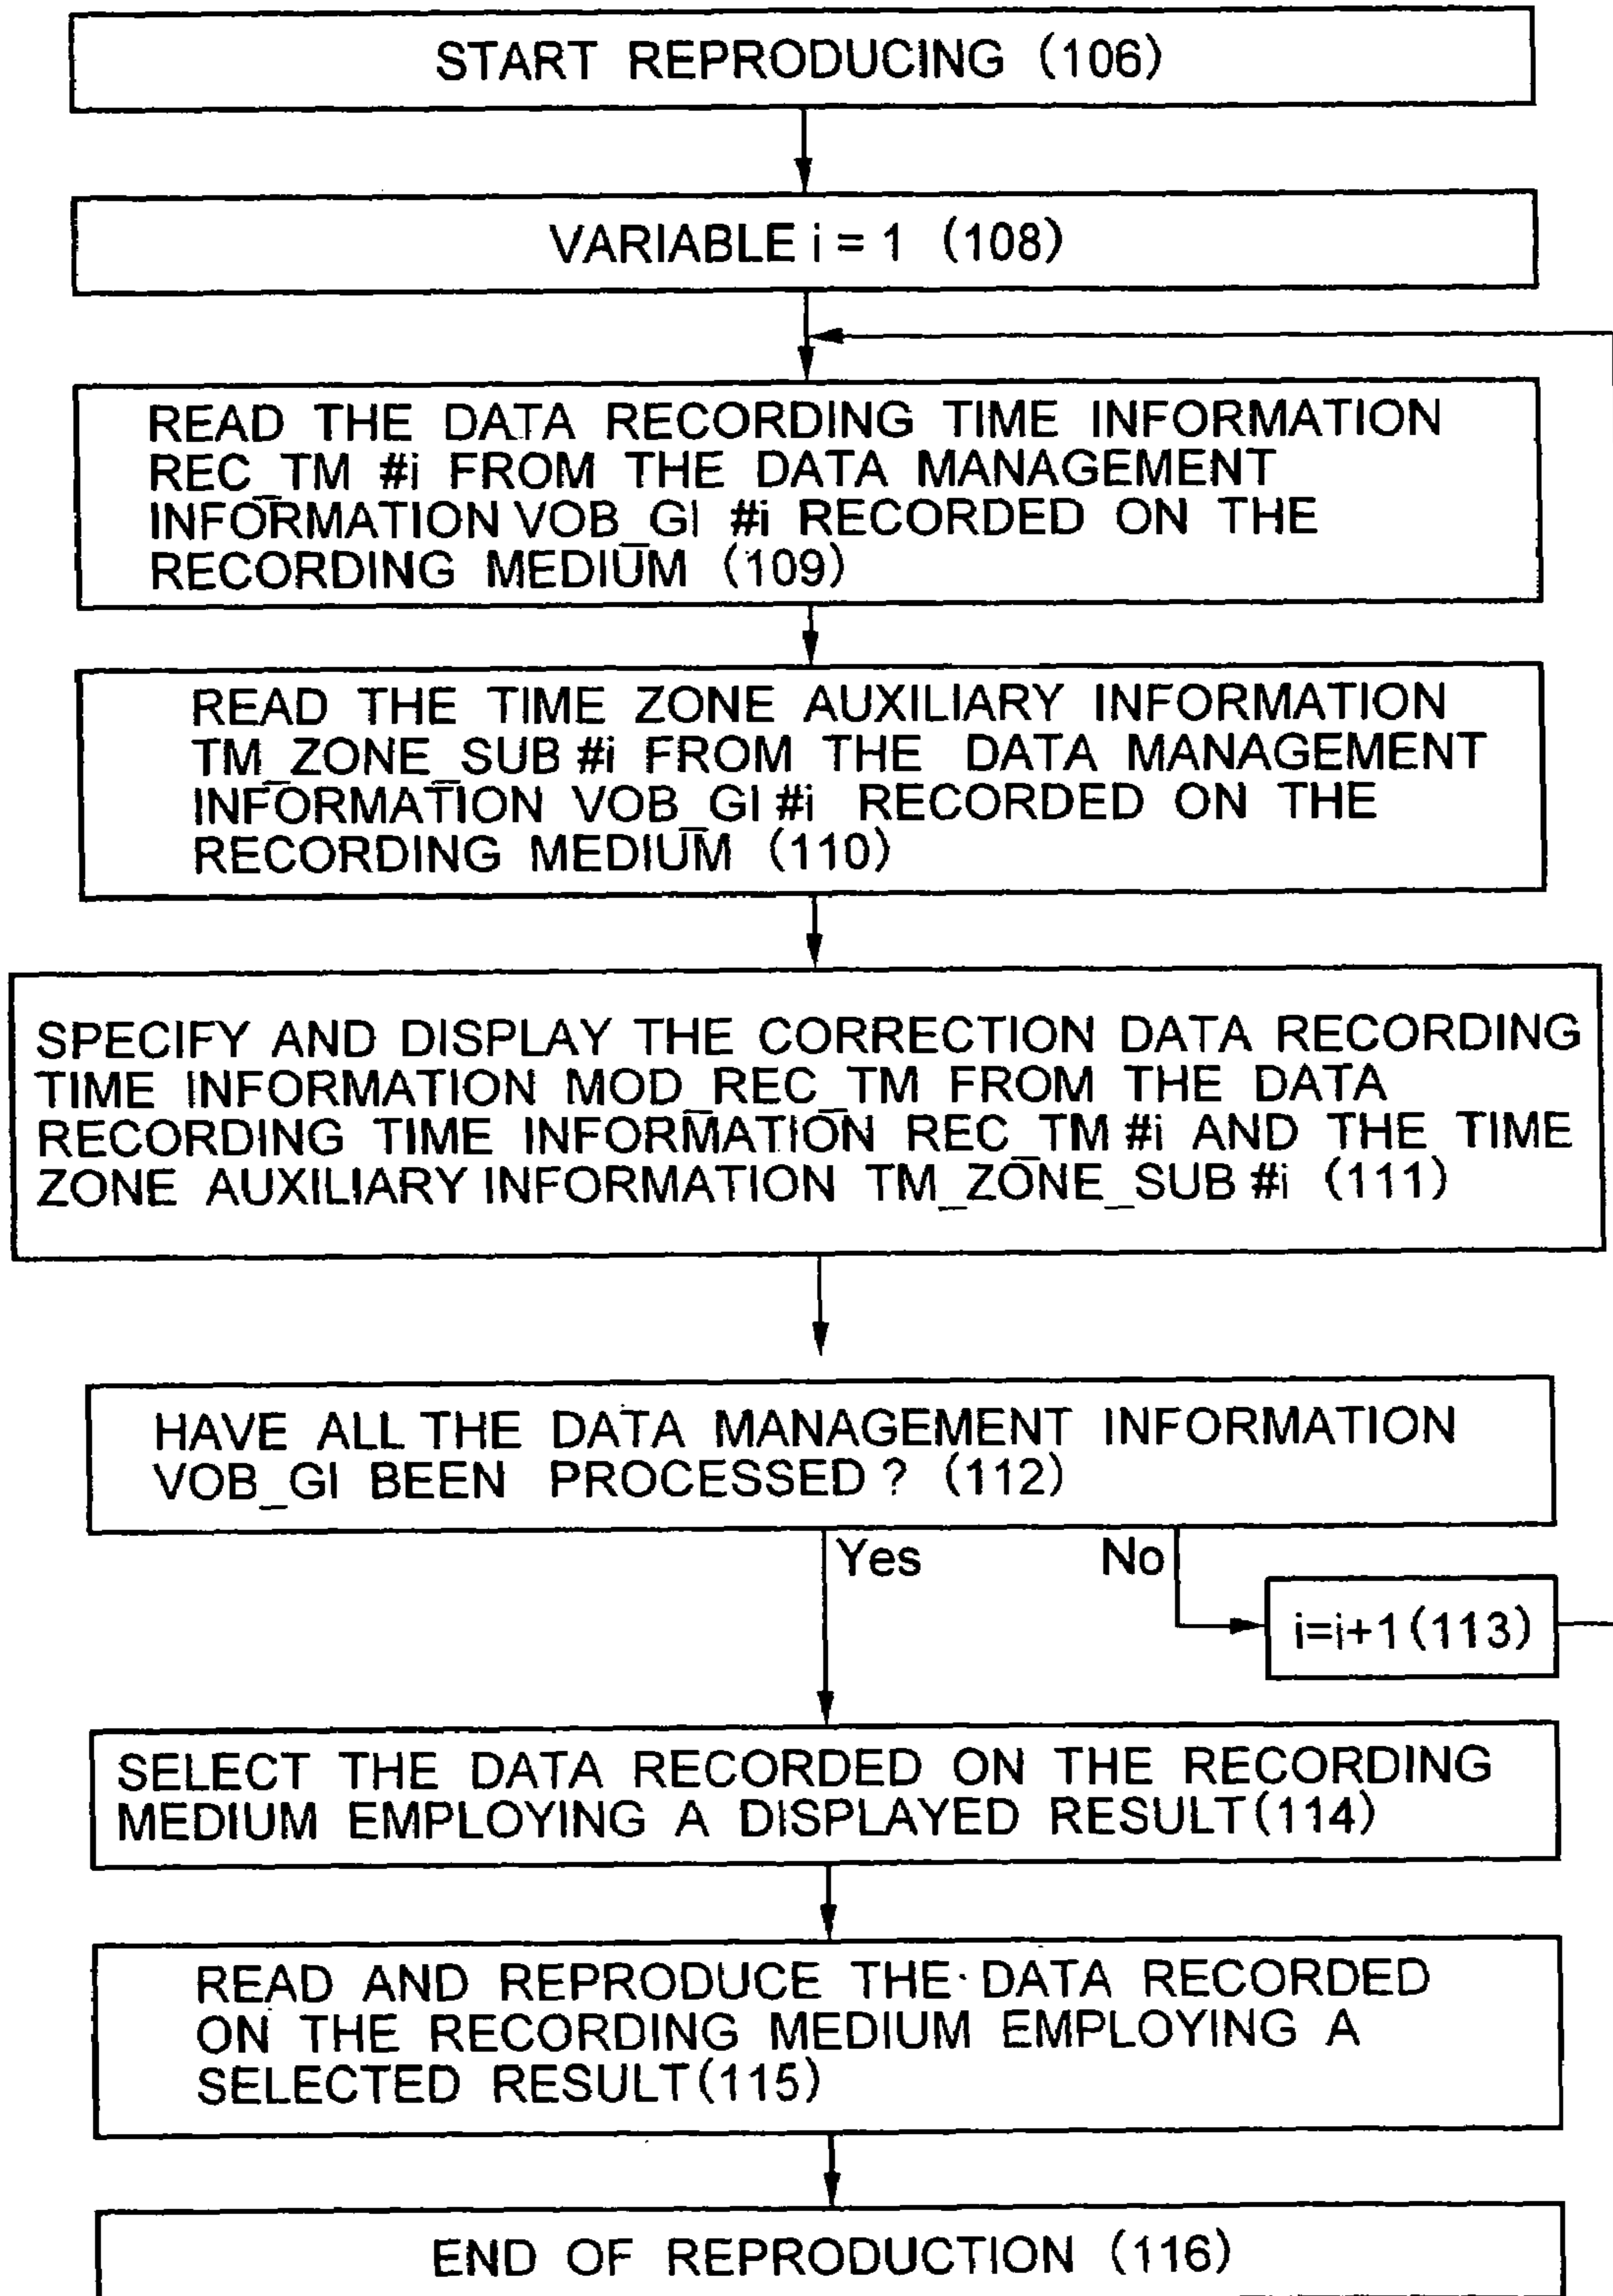 START REPRODUCING (106)
VARIABLE i = 1 (108)
READ THE DATA RECORDING TIME INFORMATION
REC_TM #i FROM THE DATA MANAGEMENT
INFORMATION VOB_GI #i RECORDED ON THE
RECORDING MEDIUM (109)
READ THE TIME ZONE AUXILIARY INFORMATION
TM_ZONE_SUB #i FROM THE DATA MANAGEMENT
INFORMATION VOB_GI #i RECORDED ON THE
RECORDING MEDIUM (110)
SPECIFY AND DISPLAY THE CORRECTION DATA RECORDING
TIME INFORMATION MOD_REC_TM FROM THE DATA
RECORDING TIME INFORMATION REC_TM #i AND THE TIME
ZONE AUXILIARY INFORMATION TM_ZONE_SUB #i (111)
HAVE ALL THE DATA MANAGEMENT INFORMATION
VOB_GI BEEN PROCESSED ? (112)
Yes No
i=i+1(113)
SELECT THE DATA RECORDED ON THE RECORDING
MEDIUM EMPLOYING A DISPLAYED RESULT(114)
READ AND REPRODUCE THE DATA RECORDED
ON THE RECORDING MEDIUM EMPLOYING A
SELECTED RESULT(115)
END OF REPRODUCTION (116)